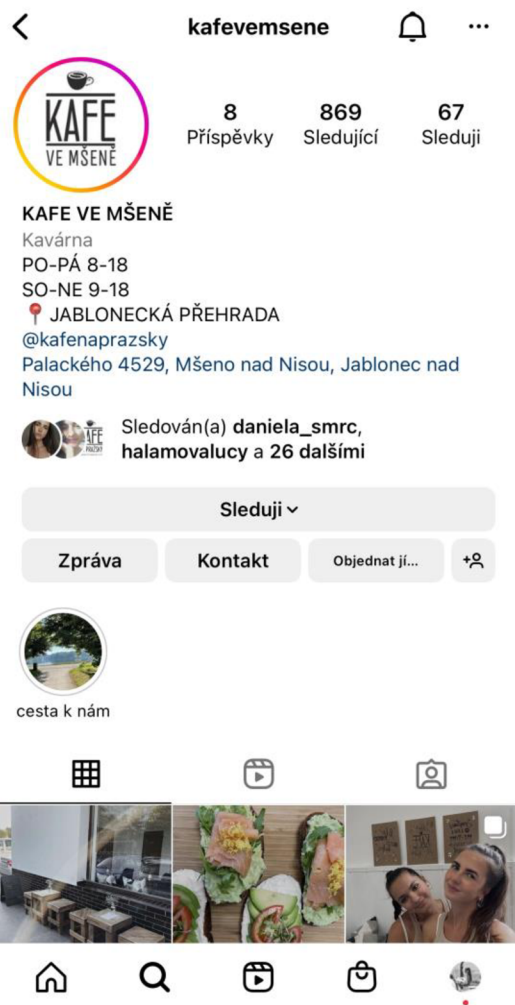 kafevemsene
KAFE
VE MŠENĚ
8 869 67
Příspěvky Sledující Sleduji
KAFE VE MŠENĚ
Kavárna
PO-PÁ 8-18
SO-NE 9-18
📍 JABLONECKÁ PŘEHRADA
@kafenaprazsky
Palackého 4529, Mšeno nad Nisou, Jablonec nad
Nisou
Sledován(a) daniela_smrc,
halamovalucy a 26 dalšími
Sleduji
Zpráva Kontakt Objednat jí...
cesta k nám